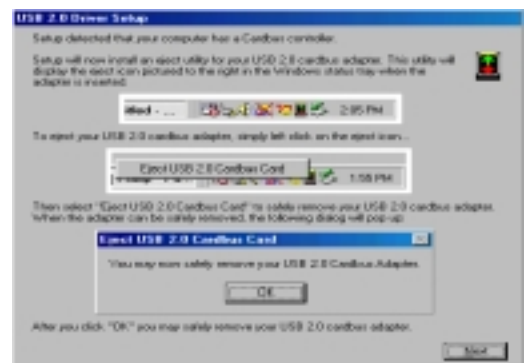 USB 2.0 Driver Setup
Setup detected that your computer has a Cardbus controller.
Setup will now install an eject utility for your USB 2.0 cardbus adapter. This utility will
display the eject icon pictured to the right in the Windows status tray when the
adapter is inserted.
2:05 PM
To eject your USB 2.0 cardbus adapter, simply left click on the eject icon...
Eject USB 2.0 Cardbus Card
1:55 PM
Then select "Eject USB 2.0 Cardbus Card" to safely remove your USB 2.0 cardbus adapter.
When the adapter can be safely removed, the following dialog will pop-up:
Eject USB 2.0 Cardbus Card
You may now safely remove your USB 2.0 Cardbus Adapter.
OK
After you click "OK" you may safely remove your USB 2.0 cardbus adapter.
Next